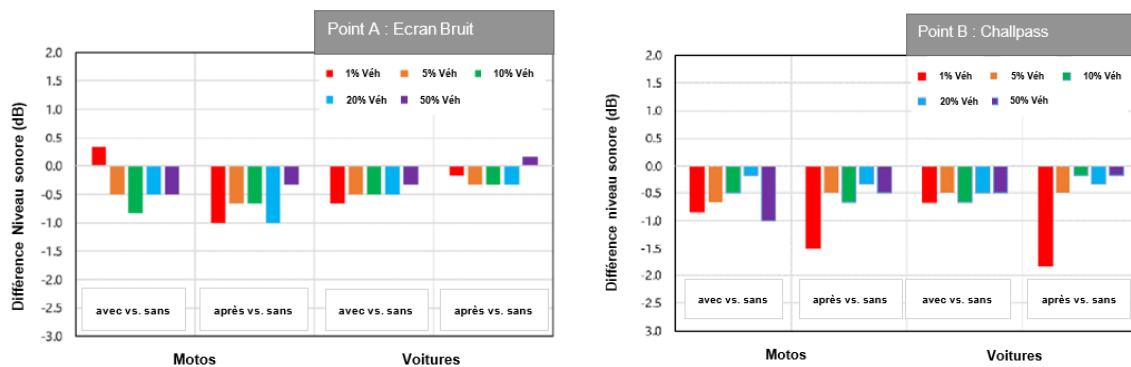 Point A : Ecran Bruit
1% Véh 5% Véh 10% Véh
20% Véh 50% Véh
Différence Niveau sonore (dB)
2.0
1.5
1.0
0.5
0.0
-0.5
-1.0
-1.5
-2.0
-2.5
-3.0
avec vs. sans après vs. sans avec vs. sans après vs. sans
Motos Voitures
Point B : Challpass
1% Véh 5% Véh 10% Véh
20% Véh 50% Véh
Différence niveau sonore (dB)
2.0
1.5
1.0
0.5
0.0
-0.5
-1.0
-1.5
-2.0
-2.5
3.0
avec vs. sans après vs. sans avec vs. sans après vs. sans
Motos Voitures